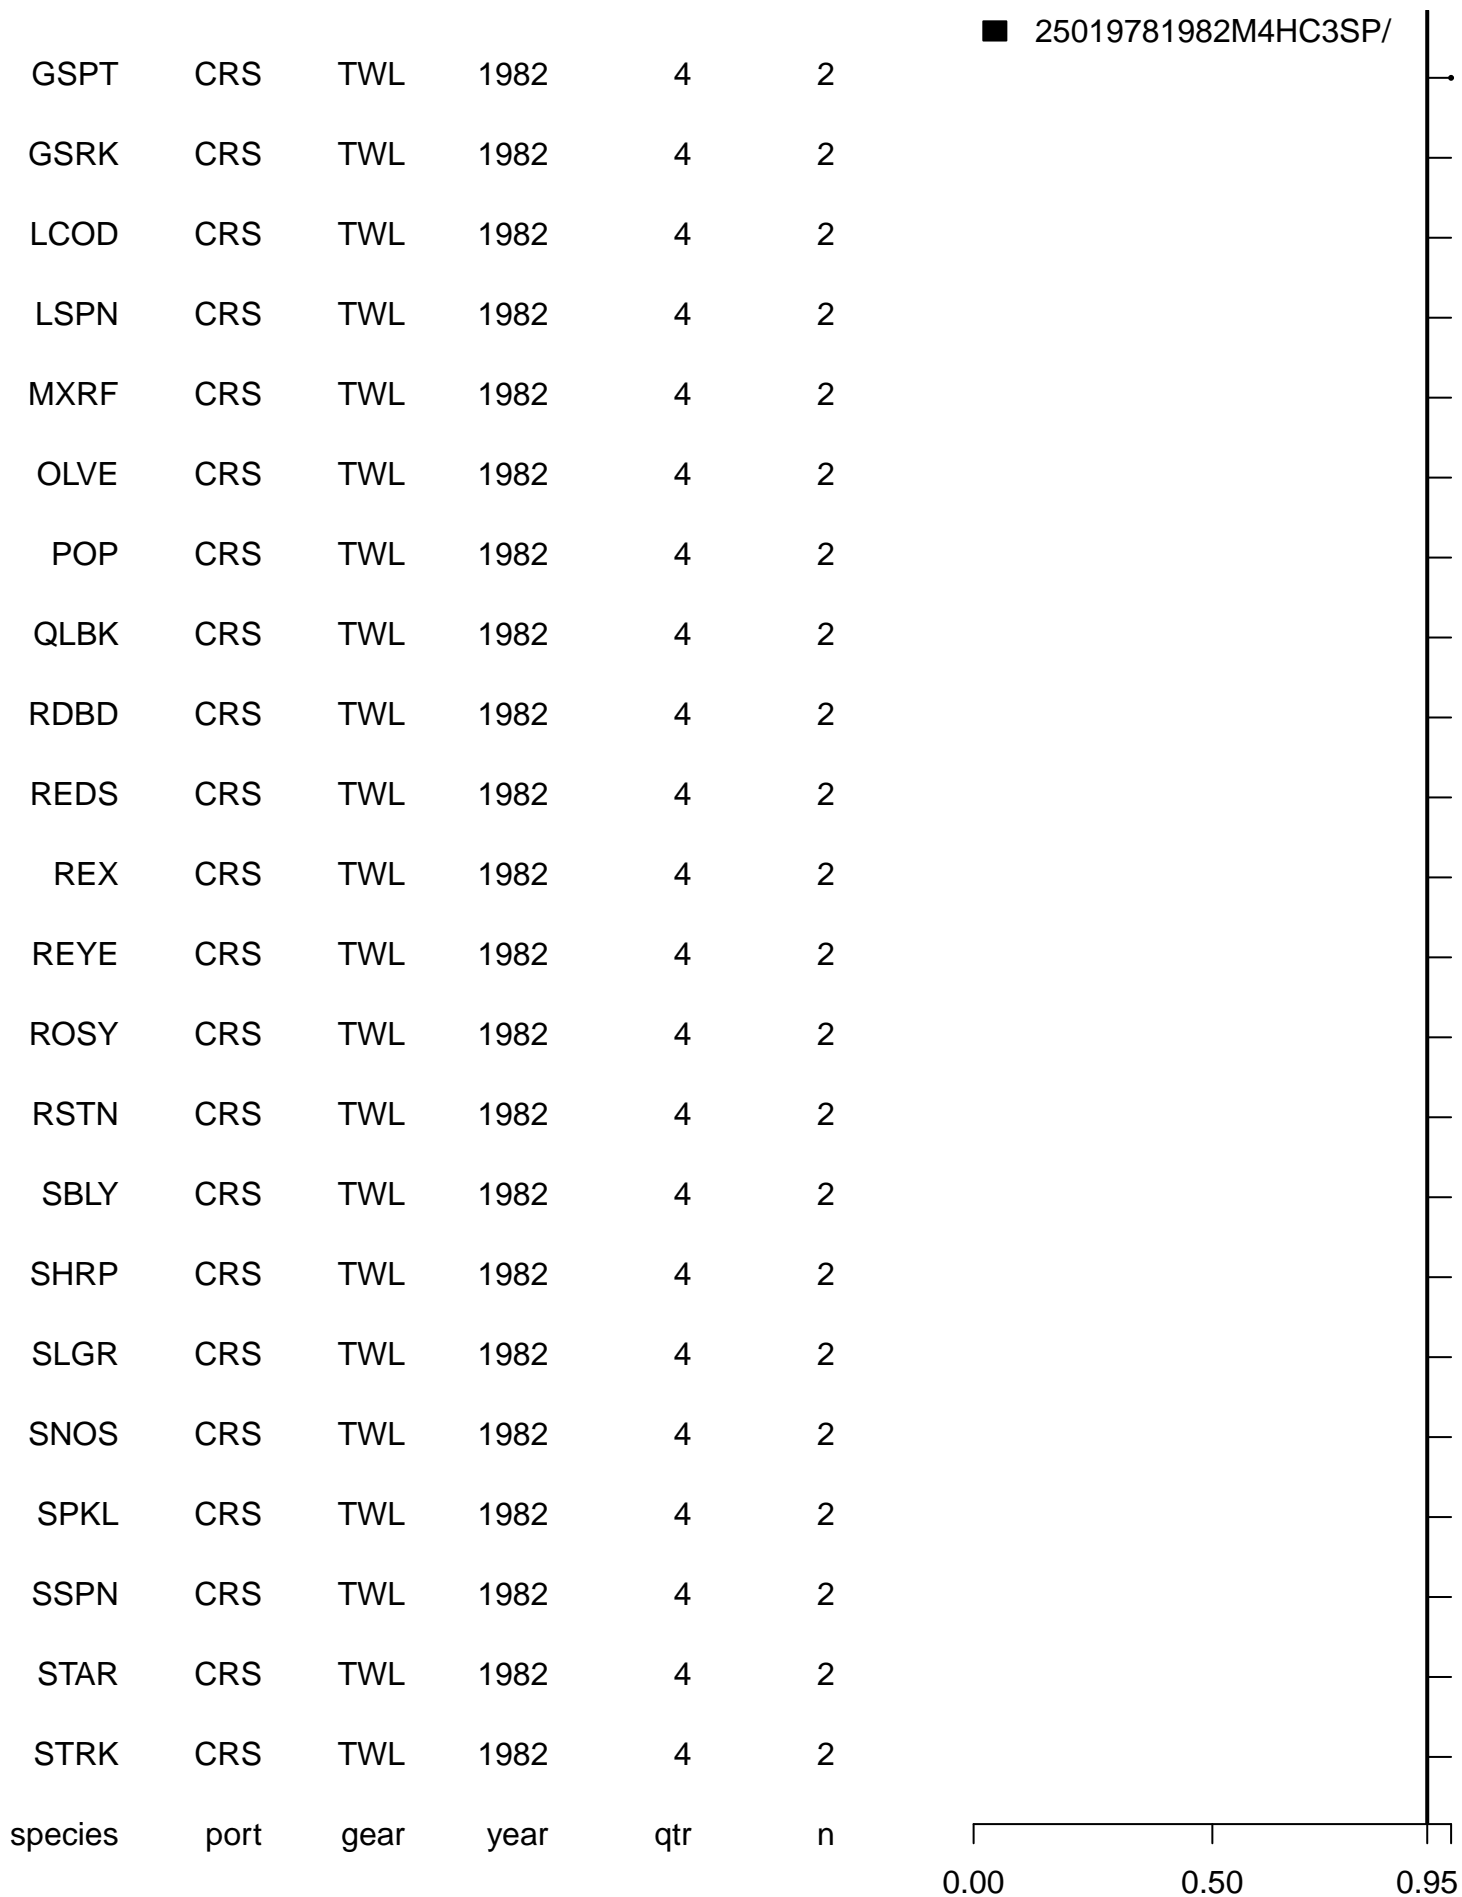 25019781982M4HC3SP/
GSPT CRS TWL 1982 4 2
GSRK CRS TWL 1982 4 2
LCOD CRS TWL 1982 4 2
LSPN CRS TWL 1982 4 2
MXRF CRS TWL 1982 4 2
OLVE CRS TWL 1982 4 2
POP CRS TWL 1982 4 2
QLBK CRS TWL 1982 4 2
RDBD CRS TWL 1982 4 2
REDS CRS TWL 1982 4 2
REX CRS TWL 1982 4 2
REYE CRS TWL 1982 4 2
ROSY CRS TWL 1982 4 2
RSTN CRS TWL 1982 4 2
SBLY CRS TWL 1982 4 2
SHRP CRS TWL 1982 4 2
SLGR CRS TWL 1982 4 2
SNOS CRS TWL 1982 4 2
SPKL CRS TWL 1982 4 2
SSPN CRS TWL 1982 4 2
STAR CRS TWL 1982 4 2
STRK CRS TWL 1982 4 2
species port gear year qtr n
0.00 0.50 0.95